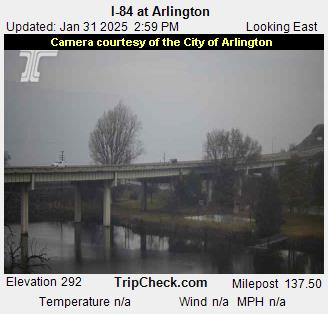 I-84 at Arlington
Updated: Jan 31 2025 2:59 PM Looking East
Camera courtesy of the City of Arlington
Elevation 292 TripCheck.com Milepost 137.50
Temperature n/a Wind n/a MPH n/a